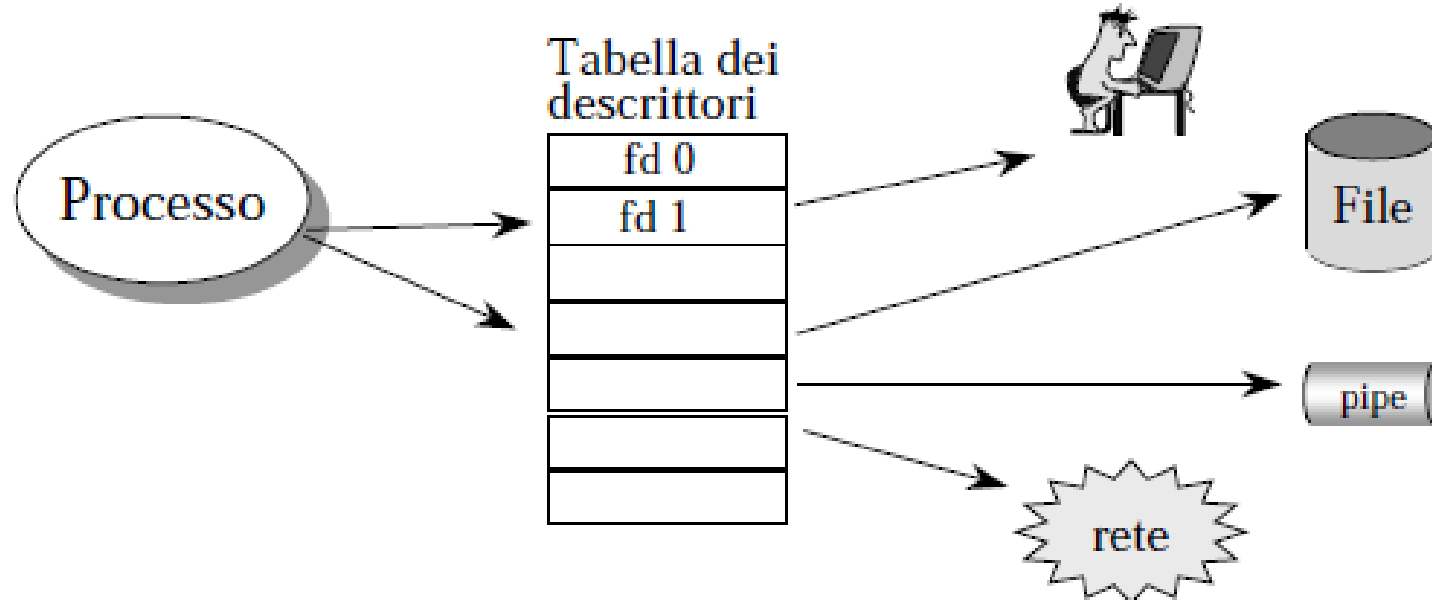 Tabella dei
descrittori
Processo
fd 0
fd 1
File
pipe
rete